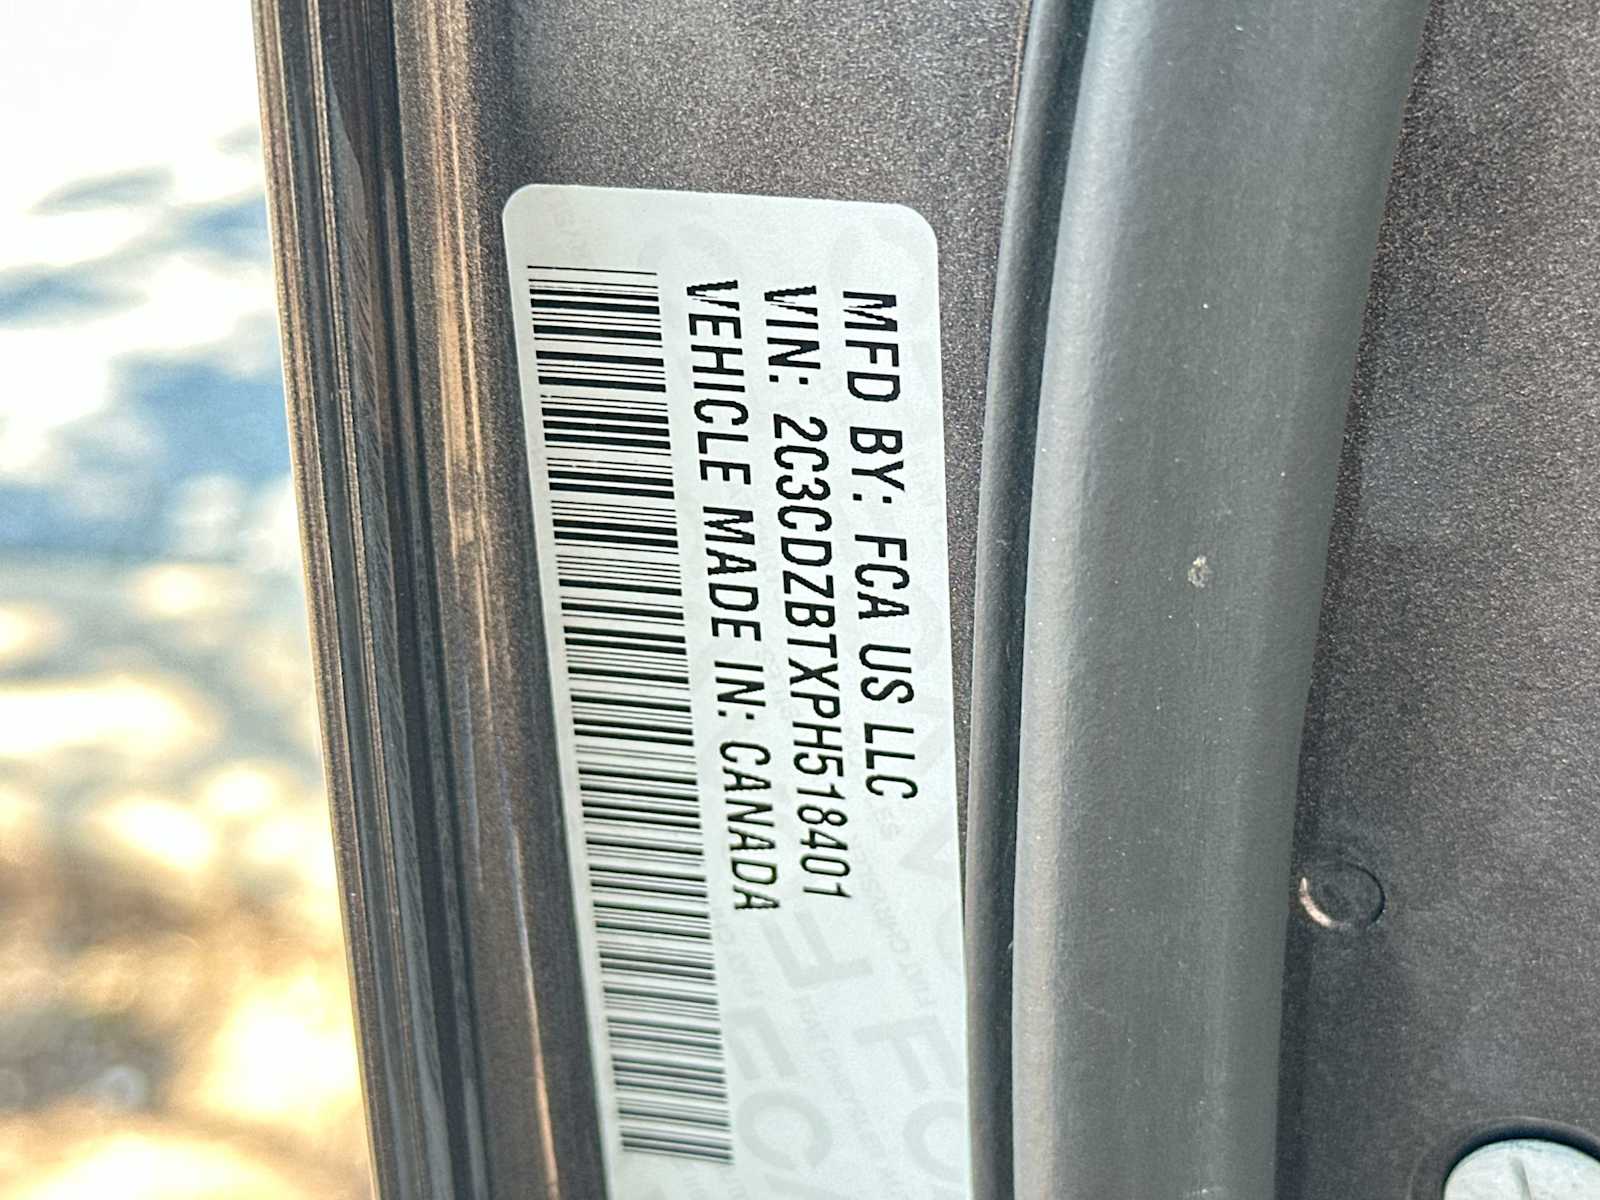 MFD BY: FCA US LLC
VIN: 2C3CDZBTXPH518401
VEHICLE MADE IN: CANADA